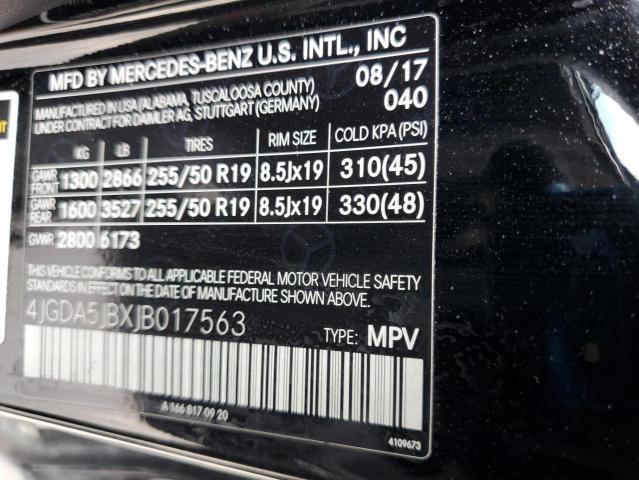 MFD BY MERCEDES-BENZ U.S. INTL., INC
MANUFACTURED IN USA (ALABAMA, TUSCALOOSA COUNTY) 08/17
UNDER CONTRACT FOR DAIMLER AG, STUTTGART (GERMANY) 040
KG LB TIRES RIM SIZE COLD KPA (PSI)
GAWR FRONT 1300 2866 255/50 R19 8.5Jx19 310(45)
GAWR REAR 1600 3527 255/50 R19 8.5Jx19 330(48)
GVWR 2800 6173
THIS VEHICLE CONFORMS TO ALL APPLICABLE FEDERAL MOTOR VEHICLE SAFETY
STANDARDS IN EFFECT ON THE DATE OF MANUFACTURE SHOWN ABOVE.
4JGDA5JBXJB017563
TYPE: MPV
A 166 817 09 20
4109673